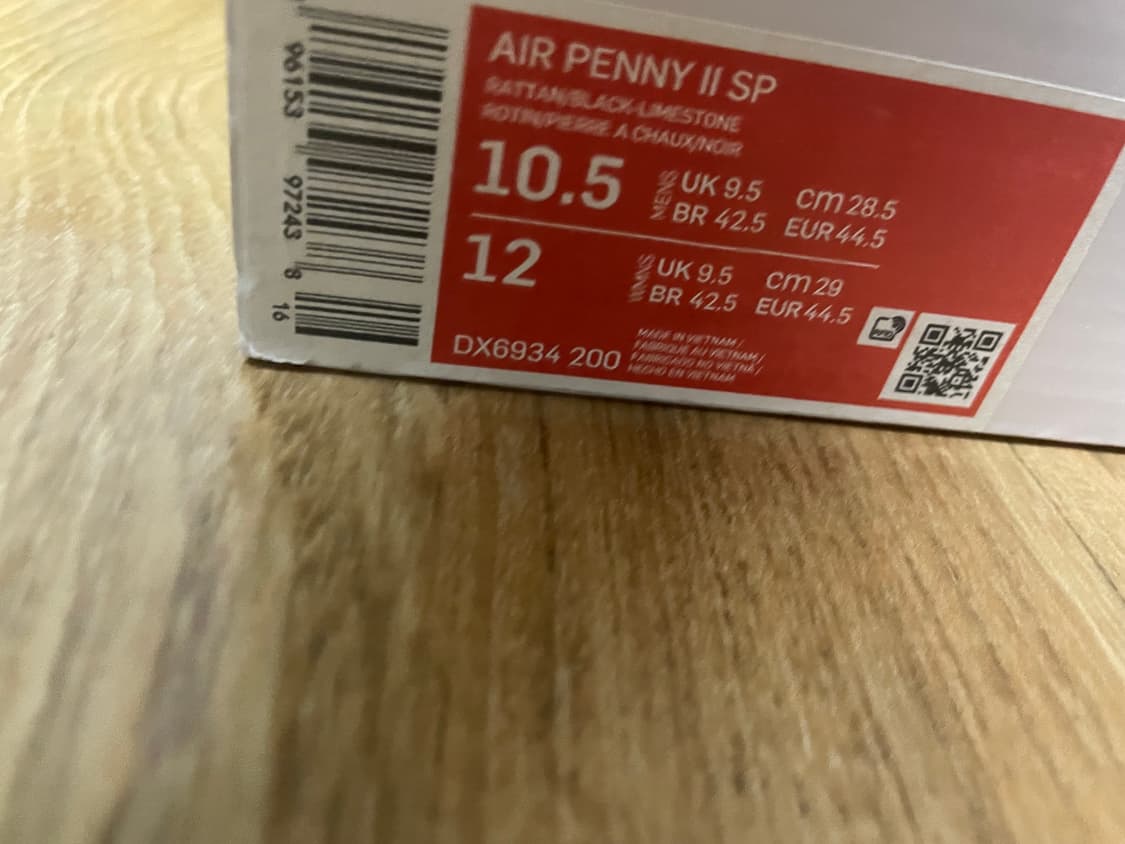 AIR PENNY II SP
RATTAN/BLACK-LIMESTONE
ROTIN/PIERRE A CHAUX/NOIR
10.5 MENS UK 9.5 cm 28.5
BR 42.5 EUR 44.5
12 WMNS UK 9.5 cm 29
BR 42.5 EUR 44.5
DX6934 200
MADE IN VIETNAM /
FABRIQUE AU VIETNAM /
FABRICADO NO VIETNÃ /
HECHO EN VIETNAM
96153 97243 8
16